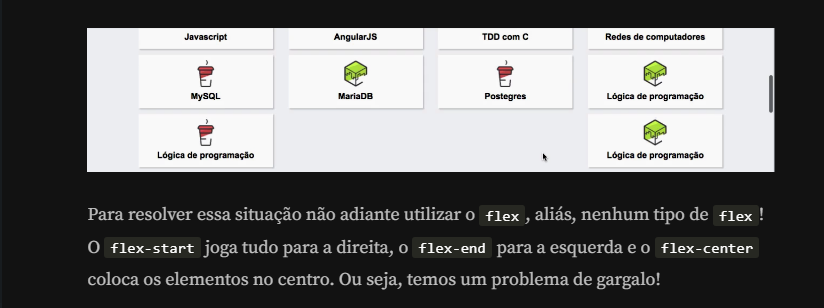 Javascript AngularJS TDD com C Redes de computadores
MySQL MariaDB Postegres Lógica de programação
Lógica de programação Lógica de programação
Para resolver essa situação não adiante utilizar o flex, aliás, nenhum tipo de flex!
O flex-start joga tudo para a direita, o flex-end para a esquerda e o flex-center
coloca os elementos no centro. Ou seja, temos um problema de gargalo!